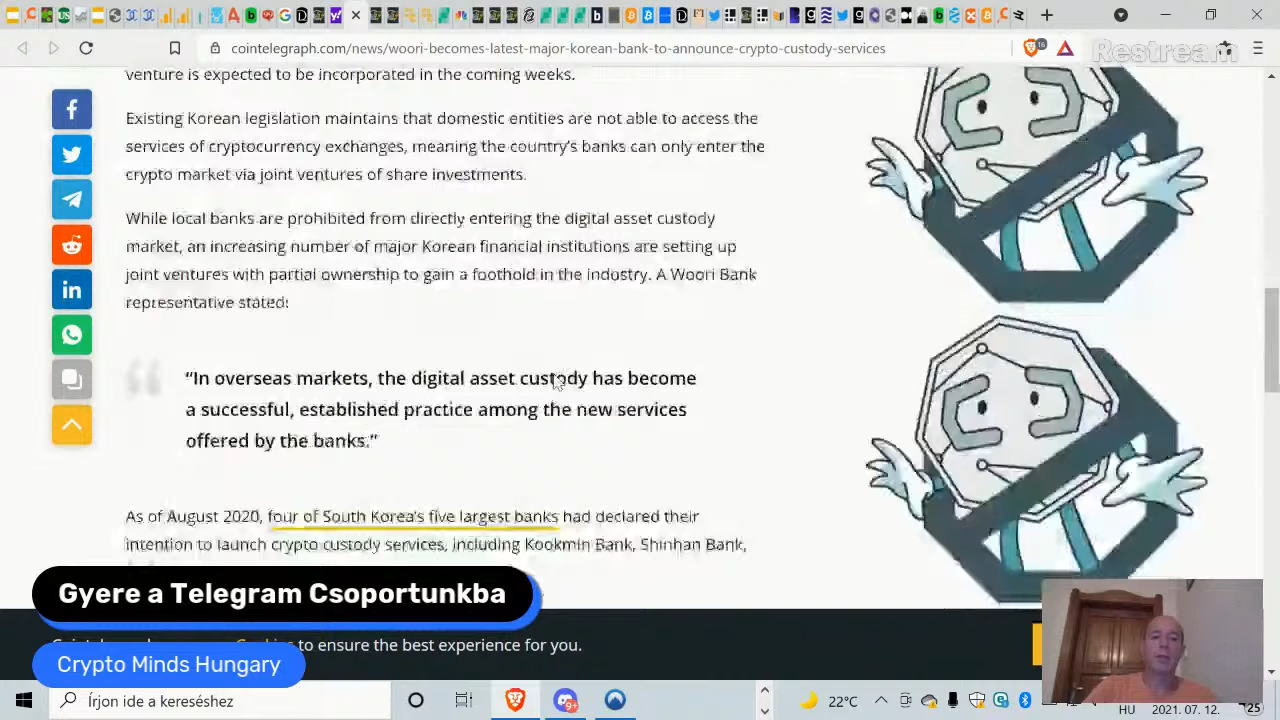 cointelegraph.com/news/woori-becomes-latest-major-korean-bank-to-announce-crypto-custody-services
16
Restream
venture is expected to be incorporated in the coming weeks.
Existing Korean legislation maintains that domestic entities are not able to access the
services of cryptocurrency exchanges, meaning the country's banks can only enter the
crypto market via joint ventures of share investments.
While local banks are prohibited from directly entering the digital asset custody
market, an increasing number of major Korean financial institutions are setting up
joint ventures with partial ownership to gain a foothold in the industry. A Woori Bank
representative stated:
“In overseas markets, the digital asset custody has become
a successful, established practice among the new services
offered by the banks.”
As of August 2020, four of South Korea's five largest banks had declared their
intention to launch crypto custody services, including Kookmin Bank, Shinhan Bank,
Gyere a Telegram Csoportunkba
to ensure the best experience for you.
Crypto Minds Hungary
Írjon ide a kereséshez
9+
22°C
HU
2021. 07. 12.
25